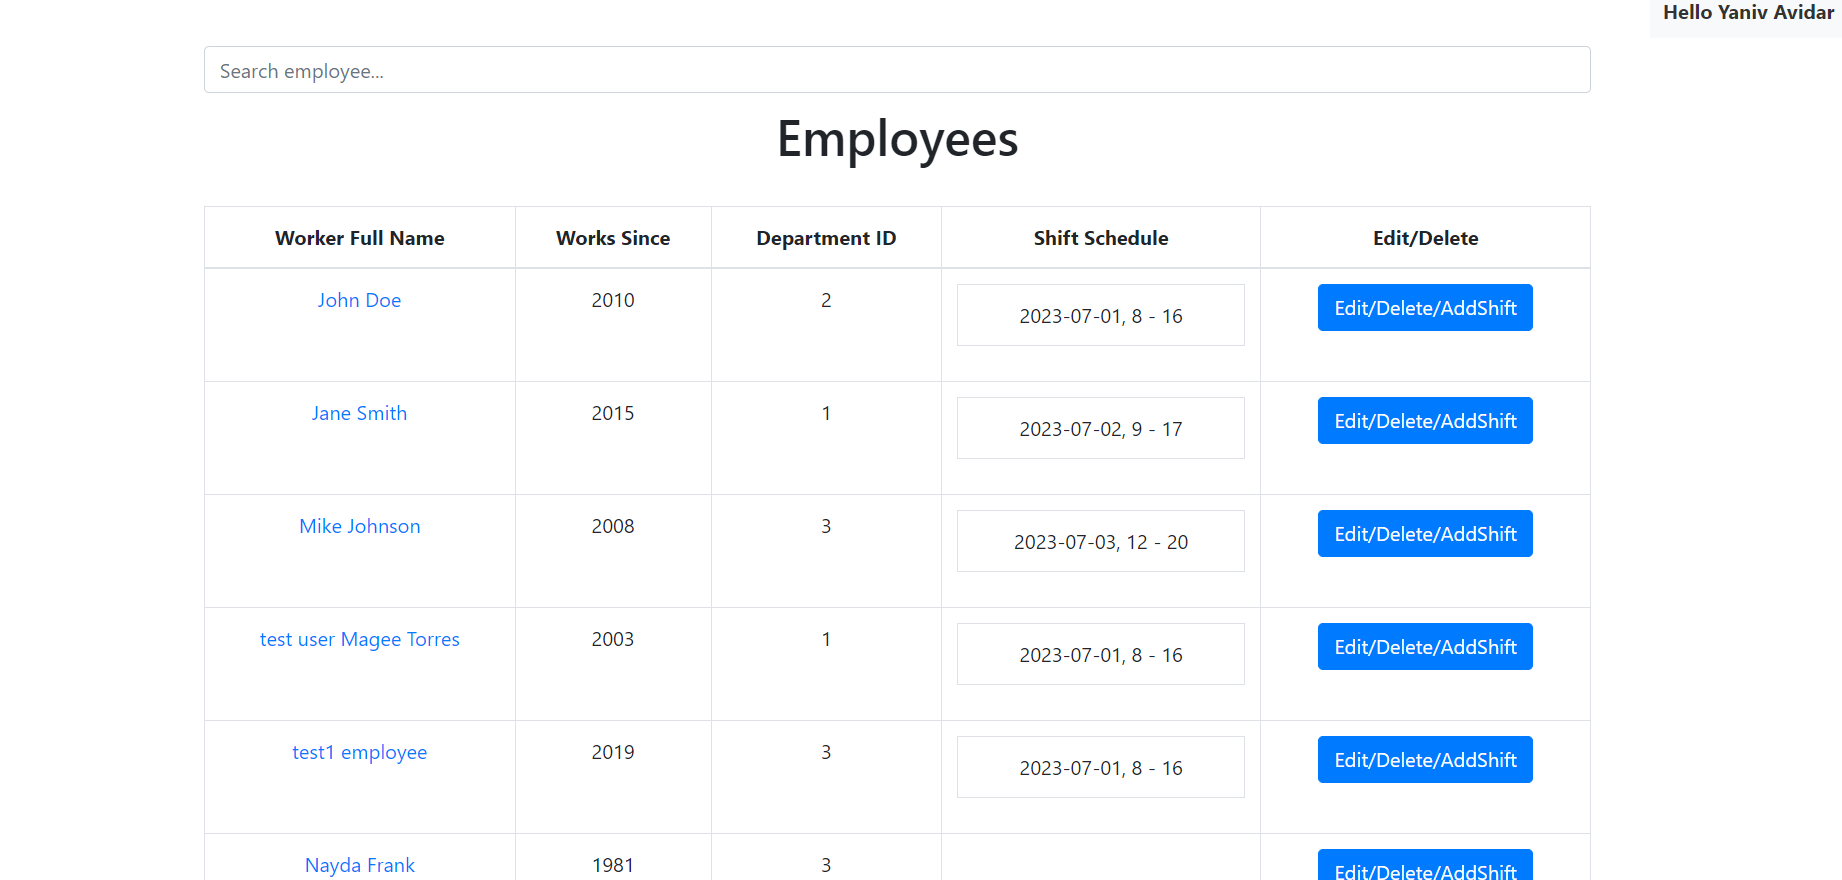 Hello Yaniv Avidar
Search employee...
Employees
Worker Full Name Works Since Department ID Shift Schedule Edit/Delete
John Doe 2010 2 2023-07-01, 8 - 16 Edit/Delete/AddShift
Jane Smith 2015 1 2023-07-02, 9 - 17 Edit/Delete/AddShift
Mike Johnson 2008 3 2023-07-03, 12 - 20 Edit/Delete/AddShift
test user Magee Torres 2003 1 2023-07-01, 8 - 16 Edit/Delete/AddShift
test1 employee 2019 3 2023-07-01, 8 - 16 Edit/Delete/AddShift
Nayda Frank 1981 3 Edit/Delete/AddShift